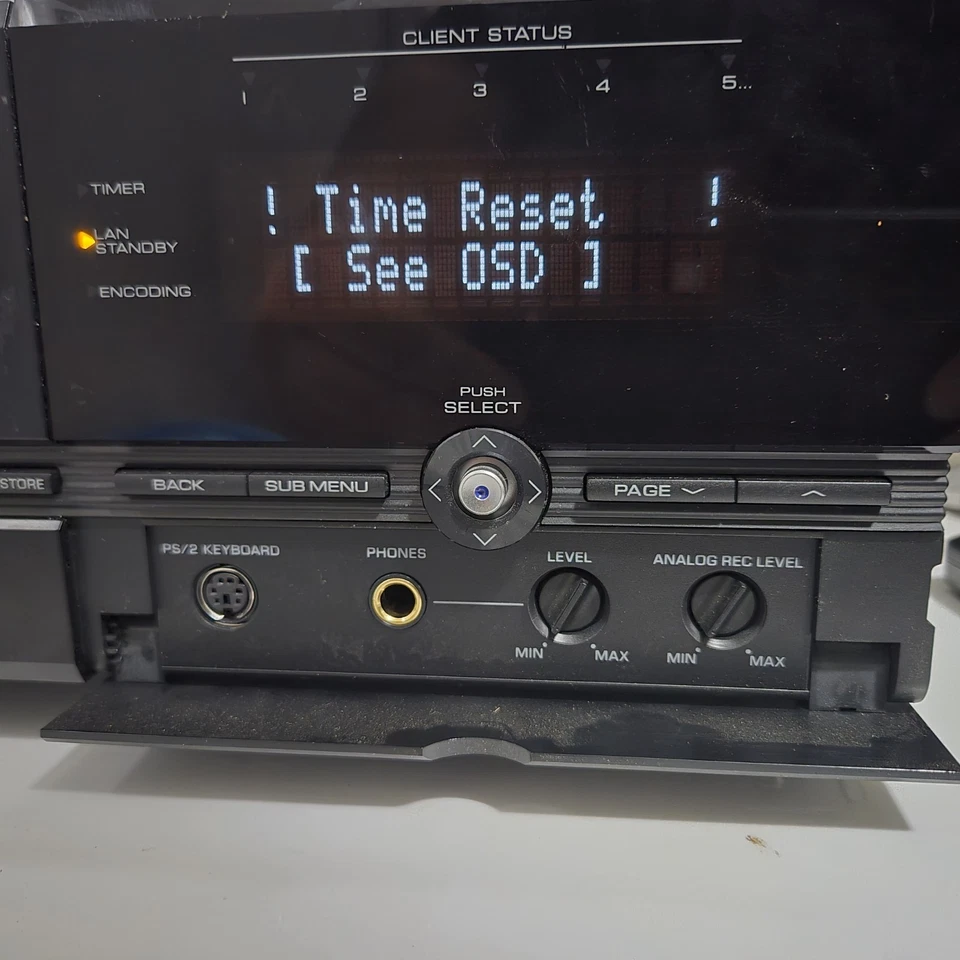 CLIENT STATUS
1 2 3 4 5...
TIMER
! Time Reset !
LAN
STANDBY
[ See OSD ]
ENCODING
PUSH
SELECT
STORE
BACK
SUB MENU
PAGE
PS/2 KEYBOARD
PHONES
LEVEL
ANALOG REC LEVEL
MIN
MAX
MIN
MAX